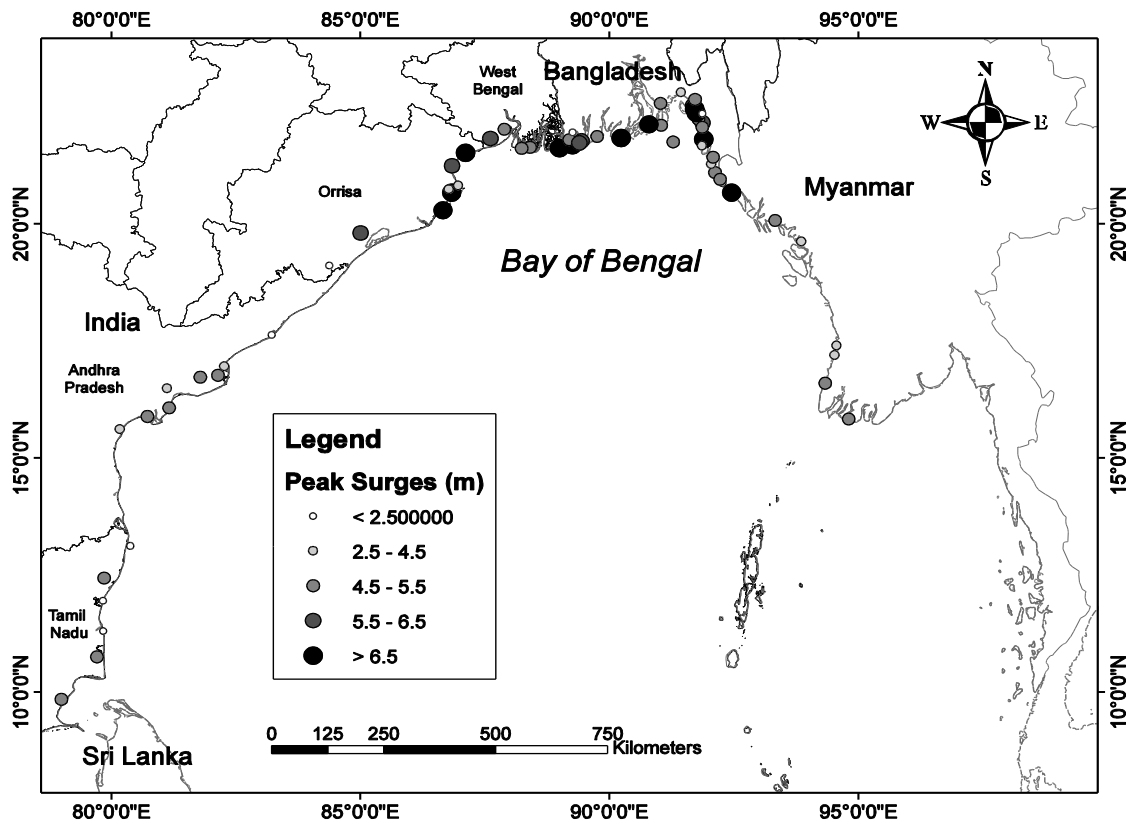 80°0'0"E 85°0'0"E 90°0'0"E 95°0'0"E
West
Bengal
Bangladesh
N
W E
S
Orrisa
Myanmar
20°0'0"N 20°0'0"N
Bay of Bengal
India
Andhra
Pradesh
15°0'0"N 15°0'0"N
Legend
Peak Surges (m)
< 2.500000
2.5 - 4.5
4.5 - 5.5
5.5 - 6.5
> 6.5
Tamil
Nadu
10°0'0"N 10°0'0"N
0 125 250 500 750
Kilometers
Sri Lanka
80°0'0"E 85°0'0"E 90°0'0"E 95°0'0"E